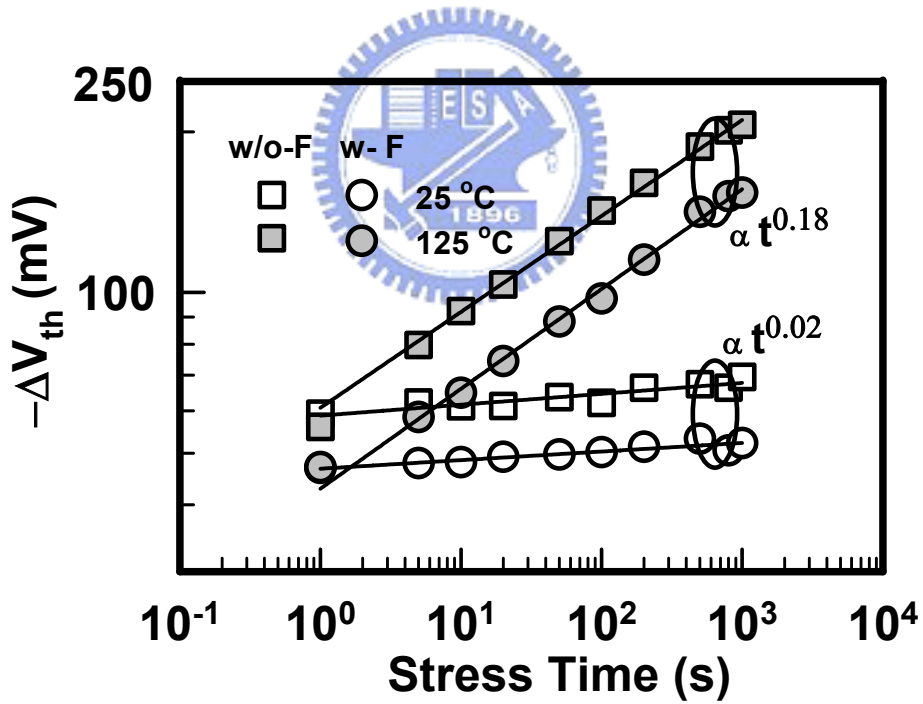 250
w/o-F w- F
25 °C
125 °C
E S A
1896
α t^0.18
100
α t^0.02
−ΔV_th (mV)
10^-1 10^0 10^1 10^2 10^3 10^4
Stress Time (s)